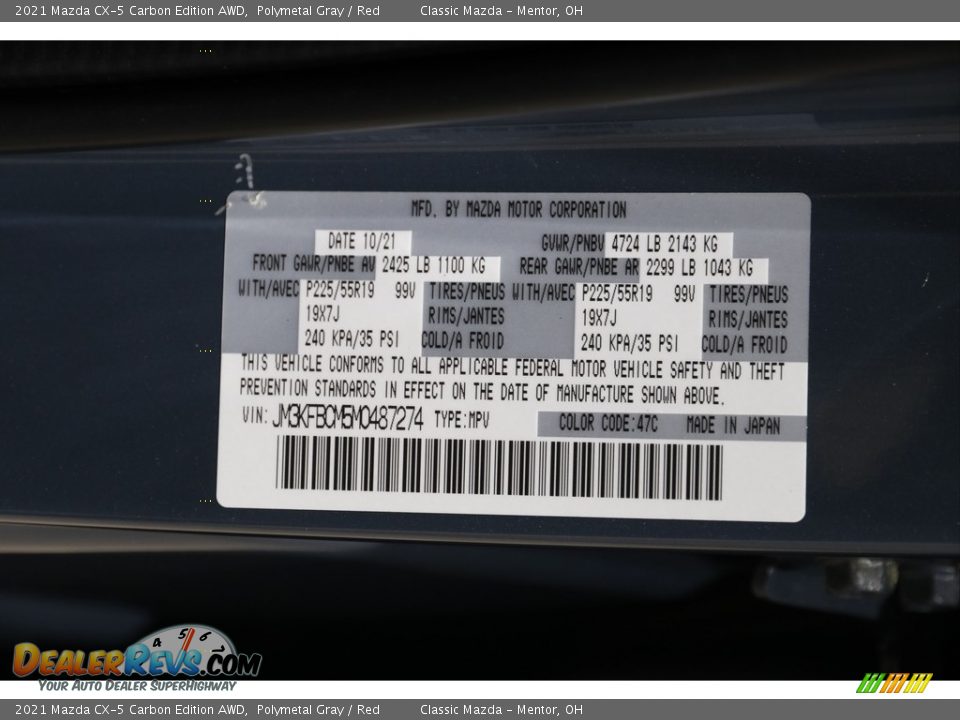 2021 Mazda CX-5 Carbon Edition AWD, Polymetal Gray / Red Classic Mazda - Mentor, OH
MFD. BY MAZDA MOTOR CORPORATION
DATE 10/21 GVWR/PNBV 4724 LB 2143 KG
FRONT GAWR/PNBE AV 2425 LB 1100 KG REAR GAWR/PNBE AR 2299 LB 1043 KG
WITH/AVEC P225/55R19 99V TIRES/PNEUS WITH/AVEC P225/55R19 99V TIRES/PNEUS
19X7J RIMS/JANTES 19X7J RIMS/JANTES
240 KPA/35 PSI COLD/A FROID 240 KPA/35 PSI COLD/A FROID
THIS VEHICLE CONFORMS TO ALL APPLICABLE FEDERAL MOTOR VEHICLE SAFETY AND THEFT
PREVENTION STANDARDS IN EFFECT ON THE DATE OF MANUFACTURE SHOWN ABOVE.
VIN: JM3KFBCM5M0487274 TYPE:MPV COLOR CODE:47C MADE IN JAPAN
4 5 6
DEALERREVS.COM
YOUR AUTO DEALER SUPERHIGHWAY
2021 Mazda CX-5 Carbon Edition AWD, Polymetal Gray / Red Classic Mazda - Mentor, OH